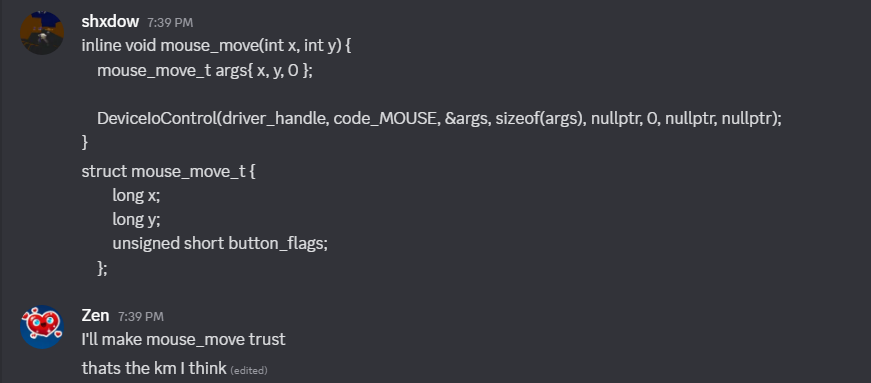 shxdow 7:39 PM
inline void mouse_move(int x, int y) {
mouse_move_t args{ x, y, 0 };
DeviceIoControl(driver_handle, code_MOUSE, &args, sizeof(args), nullptr, 0, nullptr, nullptr);
}
struct mouse_move_t {
long x;
long y;
unsigned short button_flags;
};
Zen 7:39 PM
I'll make mouse_move trust
thats the km I think (edited)